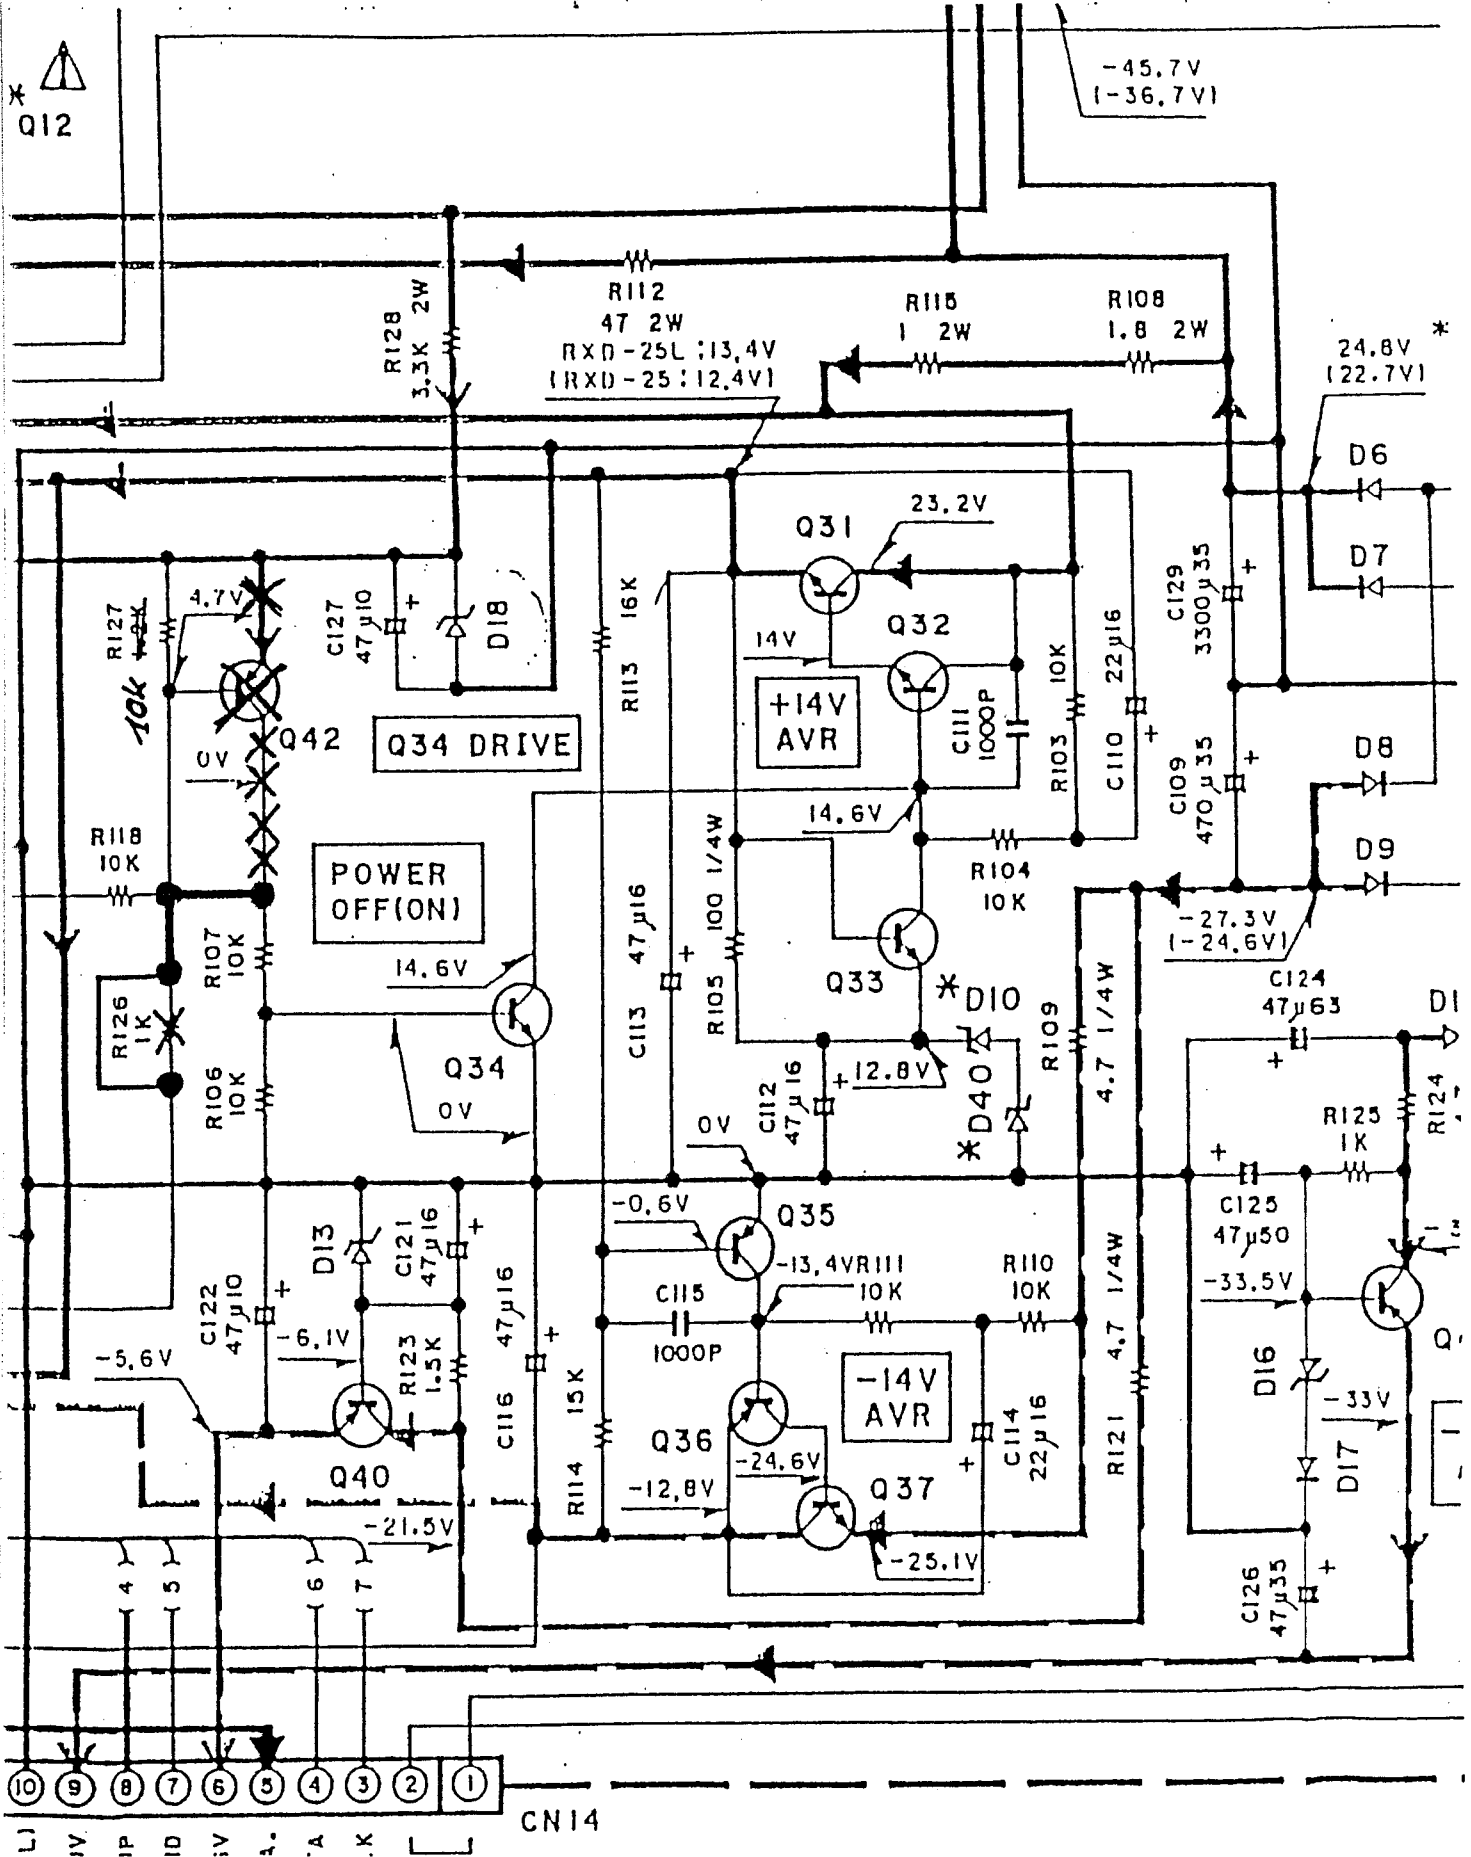 * Q12
-45.7V
(-36.7V)
R128
3.3K 2W
R112
47 2W
RXD-25L:13.4V
(RXD-25:12.4V)
R115
1 2W
R108
1.8 2W
*
24.8V
(22.7V)
D6
D7
Q31
23.2V
R127
10K
4.7V
C127
47μ10
+
D18
R113 16K
14V
Q32
+14V
AVR
C111
1000P
R103 10K
C110 22μ16
+
C129
3300μ35
+
Q42
0V
Q34 DRIVE
14.6V
C109
470μ35
+
D8
D9
R118
10K
POWER
OFF(ON)
R104
10K
-27.3V
(-24.6V)
R107
10K
14.6V
C113 47μ16
+
R105 100 1/4W
Q33
* D10
R109 4.7 1/4W
C124
47μ63
+
D1
R126
1K
R106
10K
Q34
0V
C112
47μ16
+
12.8V
* D40
0V
R125
1K
R124
-0.6V
Q35
+
C125
47μ50
D13
C121
47μ16
+
C122
47μ10
+
-13.4V
R111
10K
R110
10K
C115
1000P
-33.5V
-6.1V
R123
1.5K
C116 47μ16
+
-5.6V
R114 15K
Q36
-14V
AVR
C114
22μ16
+
R121 4.7 1/4W
D16
-33V
D17
Q40
-24.6V
-12.8V
Q37
-21.5V
-25.1V
4
5
6
7
C126
47μ35
+
10 9 8 7 6 5 4 3 2 1
CN14